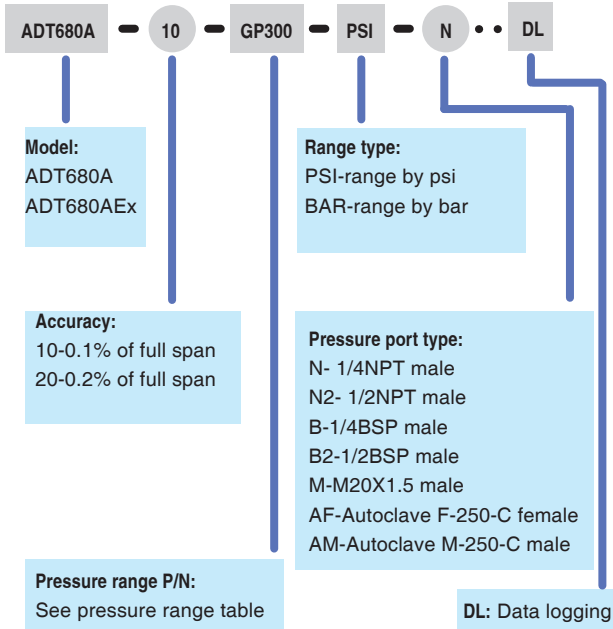 ADT680A - 10 - GP300 - PSI - N •• DL
Model:
ADT680A
ADT680AEx
Range type:
PSI-range by psi
BAR-range by bar
Accuracy:
10-0.1% of full span
20-0.2% of full span
Pressure port type:
N- 1/4NPT male
N2- 1/2NPT male
B-1/4BSP male
B2-1/2BSP male
M-M20X1.5 male
AF-Autoclave F-250-C female
AM-Autoclave M-250-C male
Pressure range P/N:
See pressure range table
DL: Data logging